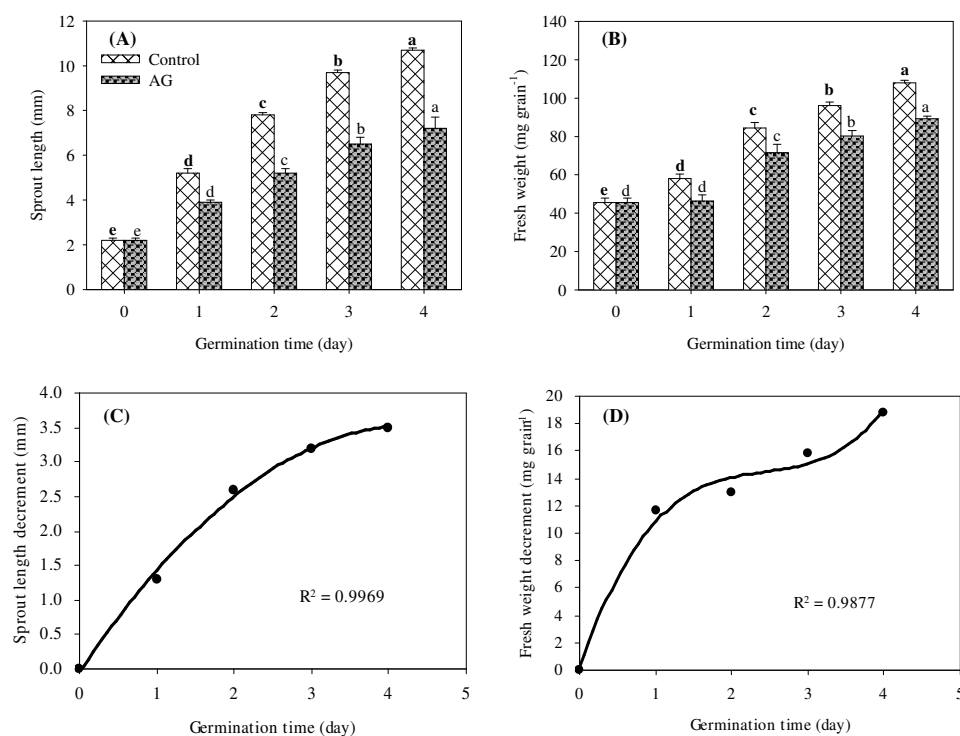 (A)
Control
AG
Sprout length (mm)
12
10
8
6
4
2
0
e
e
d
d
c
c
b
b
a
a
0 1 2 3 4
Germination time (day)
(B)
Fresh weight (mg grain⁻¹)
140
120
100
80
60
40
20
0
e
d
d
d
c
c
b
b
a
a
0 1 2 3 4
Germination time (day)
(C)
Sprout length decrement (mm)
4.0
3.5
3.0
2.5
2.0
1.5
1.0
0.5
0.0
R² = 0.9969
0 1 2 3 4 5
Germination time (day)
(D)
Fresh weight decrement (mg grain¹)
20
18
16
14
12
10
8
6
4
2
0
R² = 0.9877
0 1 2 3 4 5
Germination time (day)